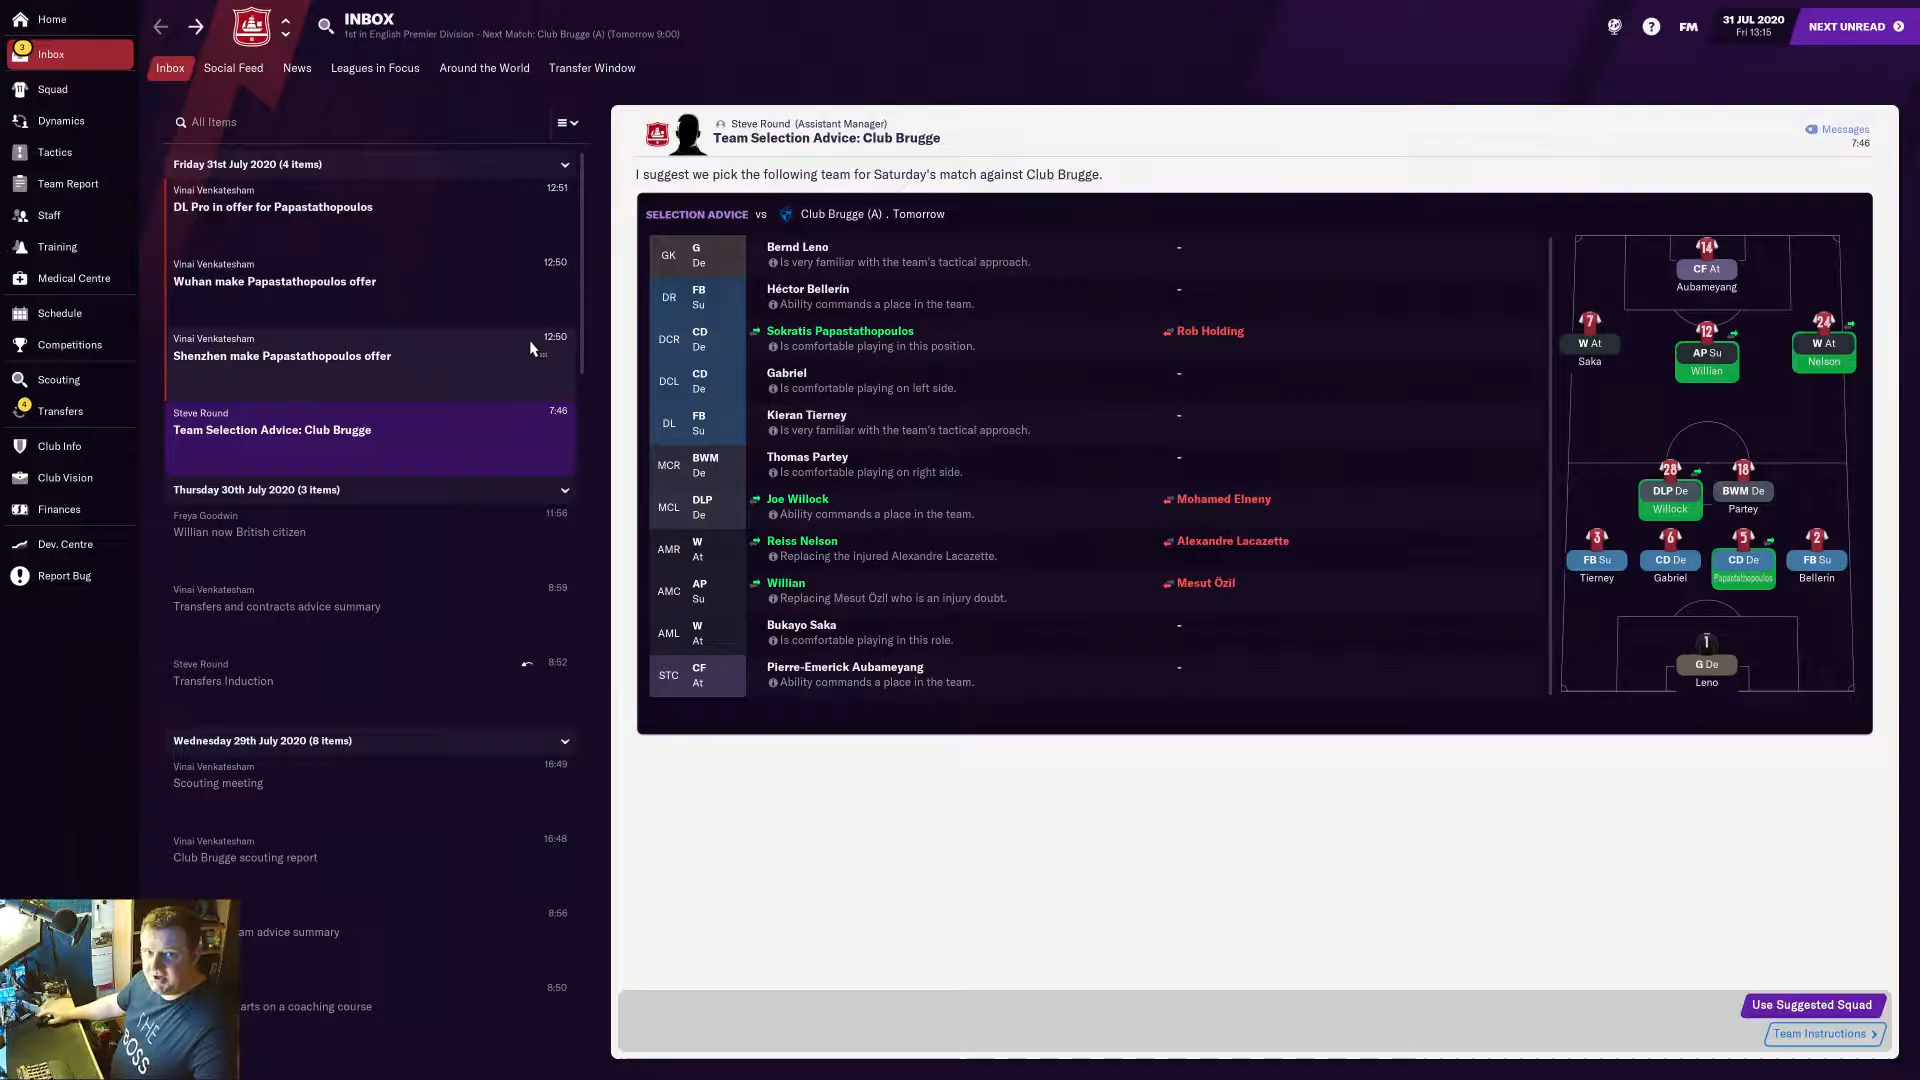 Home
3
Inbox
Squad
Dynamics
Tactics
Team Report
Staff
Training
Medical Centre
Schedule
Competitions
Scouting
4
Transfers
Club Info
Club Vision
Finances
Dev. Centre
Report Bug
INBOX
1st in English Premier Division - Next Match: Club Brugge (A) (Tomorrow 9:00)
FM
31 JUL 2020
Fri 13:15
NEXT UNREAD
Inbox
Social Feed
News
Leagues in Focus
Around the World
Transfer Window
All Items
Friday 31st July 2020 (4 items)
Vinai Venkatesham 12:51
DL Pro in offer for Papastathopoulos
Vinai Venkatesham 12:50
Wuhan make Papastathopoulos offer
Vinai Venkatesham 12:50
Shenzhen make Papastathopoulos offer
Steve Round 7:46
Team Selection Advice: Club Brugge
Thursday 30th July 2020 (3 items)
Freya Goodwin 11:56
Willian now British citizen
Vinai Venkatesham 8:59
Transfers and contracts advice summary
Steve Round 8:52
Transfers Induction
Wednesday 29th July 2020 (8 items)
Vinai Venkatesham 16:49
Scouting meeting
Vinai Venkatesham 16:48
Club Brugge scouting report
8:56
am advice summary
8:50
arts on a coaching course
THE
BOSS
Steve Round (Assistant Manager)
Team Selection Advice: Club Brugge
Messages
7:46
I suggest we pick the following team for Saturday's match against Club Brugge.
SELECTION ADVICE vs Club Brugge (A) . Tomorrow
GK G De Bernd Leno -
Is very familiar with the team's tactical approach.
DR FB Su Héctor Bellerín -
Ability commands a place in the team.
DCR CD De Sokratis Papastathopoulos Rob Holding
Is comfortable playing in this position.
DCL CD De Gabriel -
Is comfortable playing on left side.
DL FB Su Kieran Tierney -
Is very familiar with the team's tactical approach.
MCR BWM De Thomas Partey -
Is comfortable playing on right side.
MCL DLP De Joe Willock Mohamed Elneny
Ability commands a place in the team.
AMR W At Reiss Nelson Alexandre Lacazette
Replacing the injured Alexandre Lacazette.
AMC AP Su Willian Mesut Özil
Replacing Mesut Özil who is an injury doubt.
AML W At Bukayo Saka -
Is comfortable playing in this role.
STC CF At Pierre-Emerick Aubameyang -
Ability commands a place in the team.
14
CF At
Aubameyang
7 12 24
W At AP Su W At
Saka Willian Nelson
28 18
DLP De BWM De
Willock Partey
3 6 5 2
FB Su CD De CD De FB Su
Tierney Gabriel Papastathopoulos Bellerín
1
G De
Leno
Use Suggested Squad
Team Instructions